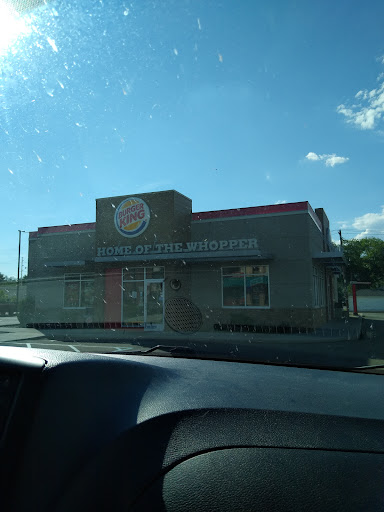 BURGER
KING
HOME OF THE WHOPPER